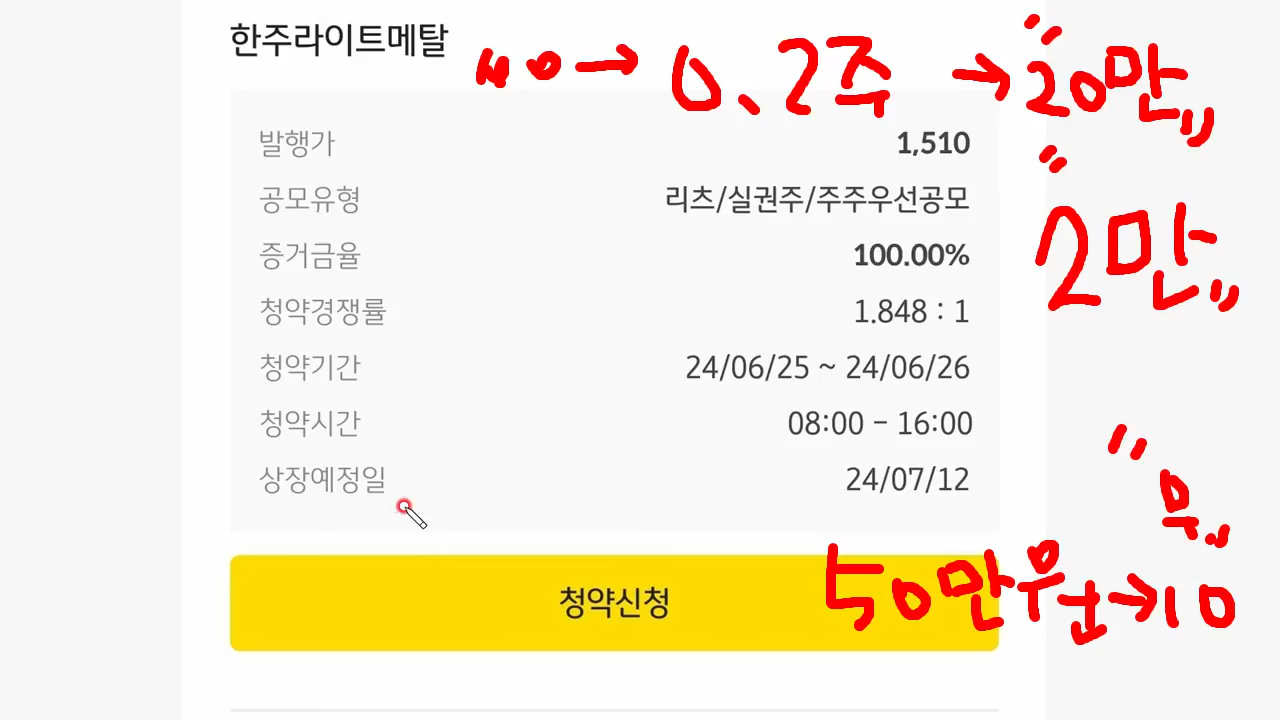 한주라이트메탈
"0→0.2주→"20만"
발행가 1,510
"2만"
공모유형 리츠/실권주/주주우선공모
증거금율 100.00%
청약경쟁률 1.848 : 1
청약기간 24/06/25 ~ 24/06/26
청약시간 08:00 - 16:00
상장예정일 24/07/12
청약신청
50만원→10